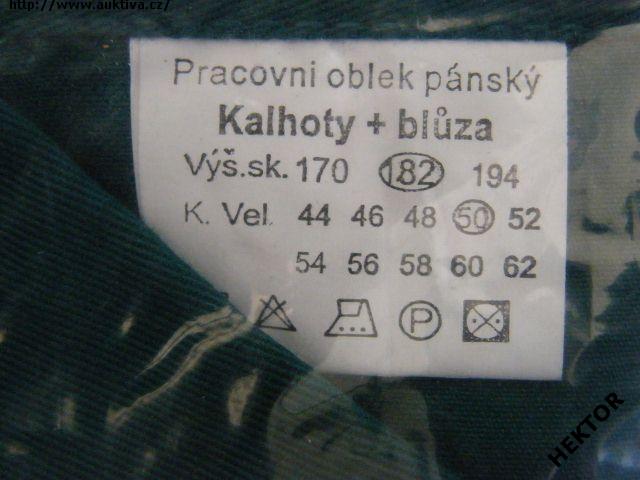 http://www.auktiva.cz/
Pracovni oblek pánský
Kalhoty + blůza
Výš.sk. 170 182 194
K. Vel. 44 46 48 50 52
54 56 58 60 62
P
HEKTOR